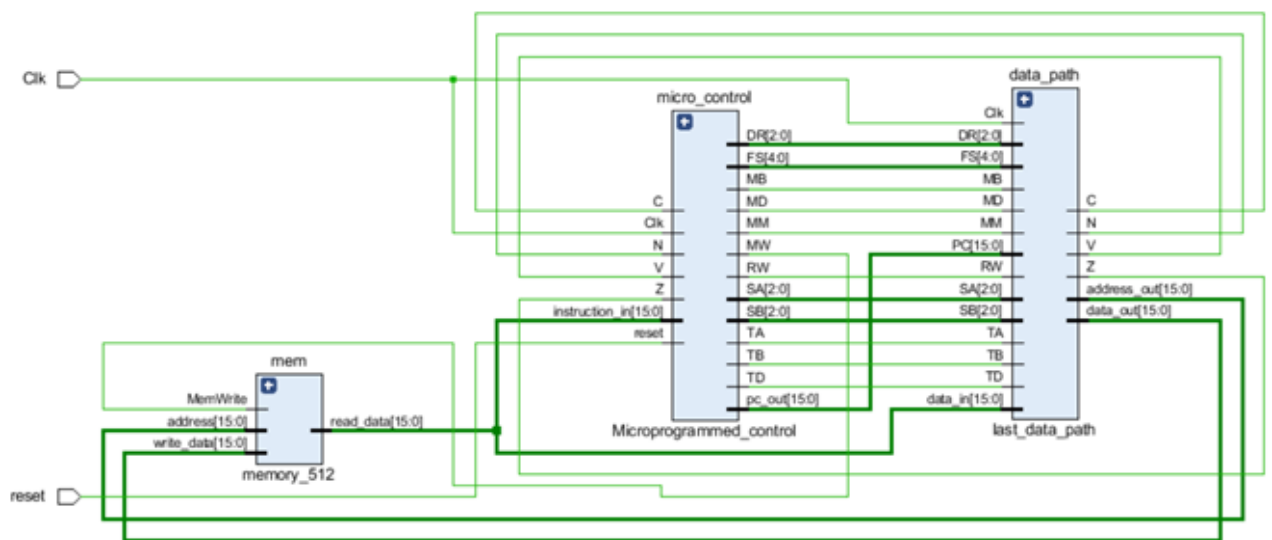 Clk
micro_control
C
Clk
N
V
Z
instruction_in[15:0]
reset
DR[2:0]
FS[4:0]
MB
MD
MM
MW
RW
SA[2:0]
SB[2:0]
TA
TB
TD
pc_out[15:0]
Microprogrammed_control
data_path
Clk
DR[2:0]
FS[4:0]
MB
MD
MM
PC[15:0]
RW
SA[2:0]
SB[2:0]
TA
TB
TD
data_in[15:0]
C
N
V
Z
address_out[15:0]
data_out[15:0]
last_data_path
mem
MemWrite
address[15:0]
write_data[15:0]
read_data[15:0]
memory_512
reset